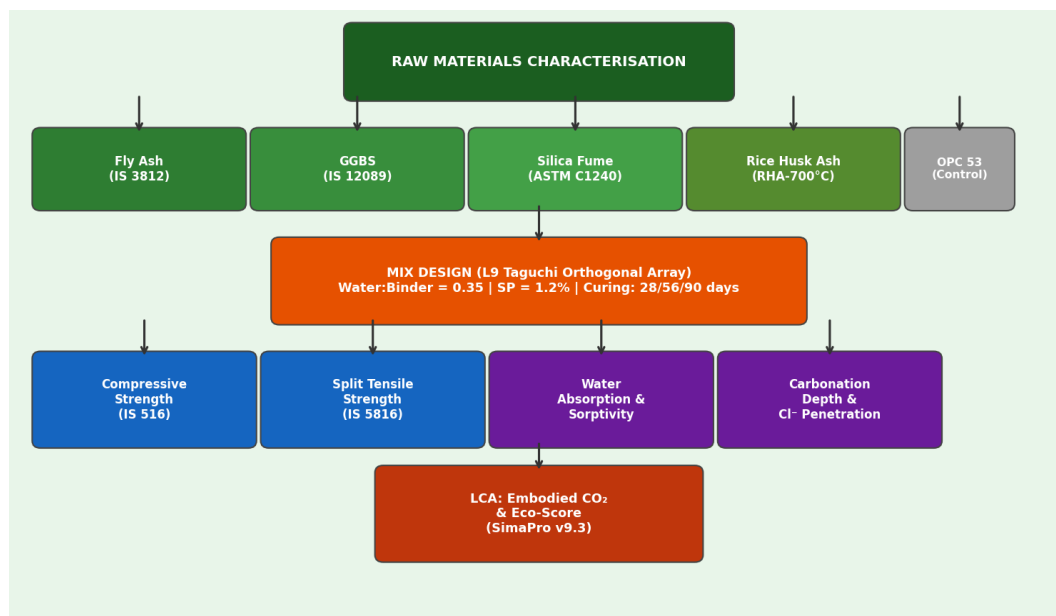 RAW MATERIALS CHARACTERISATION
Fly Ash
(IS 3812)
GGBS
(IS 12089)
Silica Fume
(ASTM C1240)
Rice Husk Ash
(RHA-700°C)
OPC 53
(Control)
MIX DESIGN (L9 Taguchi Orthogonal Array)
Water:Binder = 0.35 | SP = 1.2% | Curing: 28/56/90 days
Compressive
Strength
(IS 516)
Split Tensile
Strength
(IS 5816)
Water
Absorption &
Sorptivity
Carbonation
Depth &
Cl⁻ Penetration
LCA: Embodied CO₂
& Eco-Score
(SimaPro v9.3)